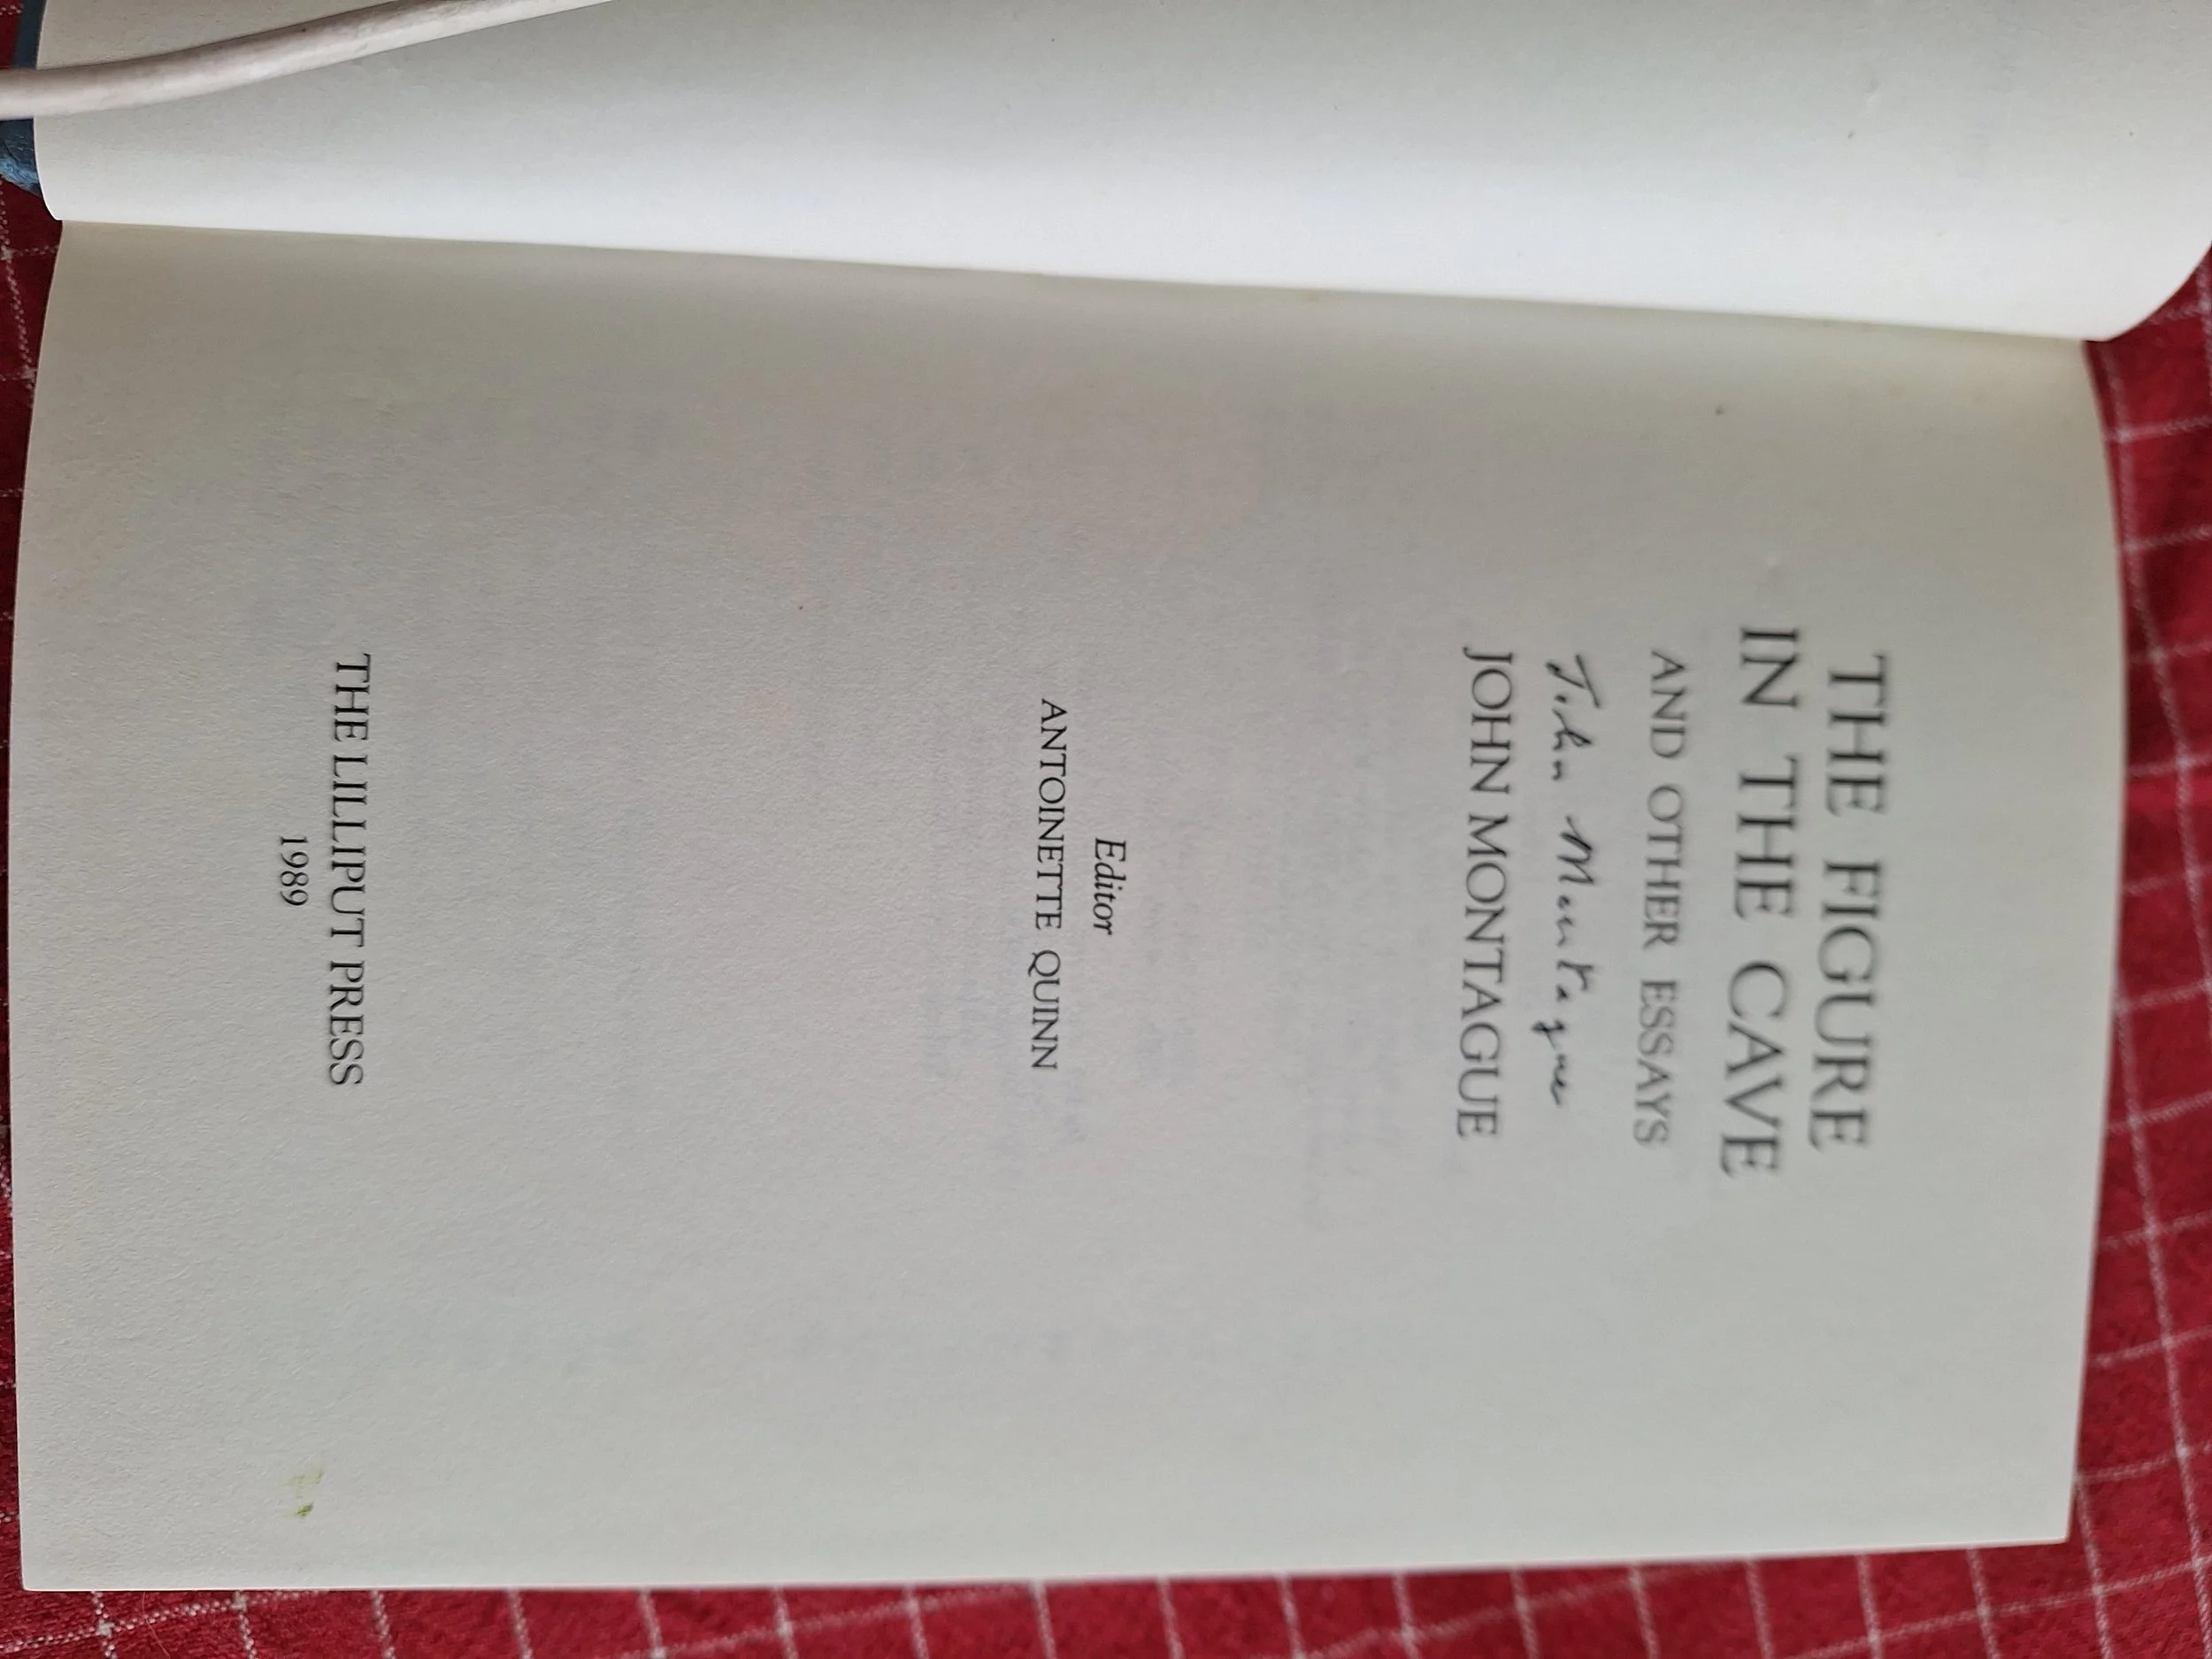 THE FIGURE
IN THE CAVE
AND OTHER ESSAYS
John Montague
JOHN MONTAGUE
Editor
ANTOINETTE QUINN
THE LILLIPUT PRESS
1989